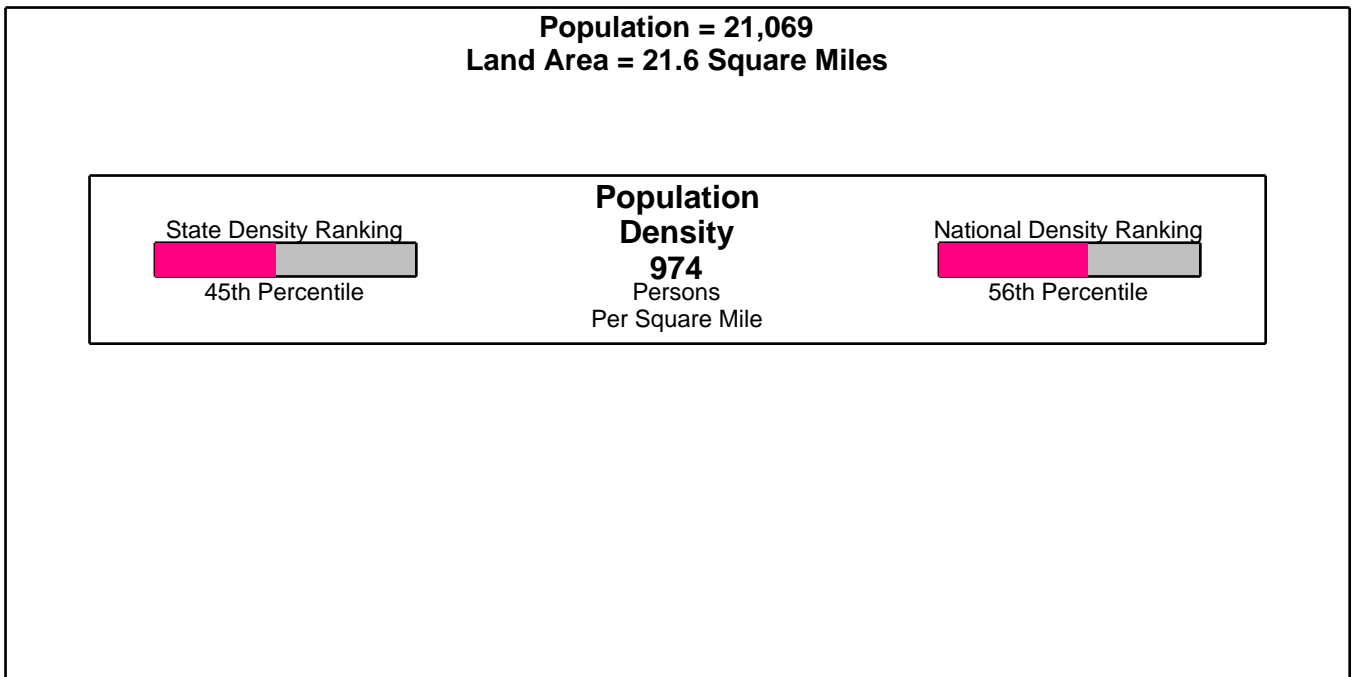 Population = 21,069
Land Area = 21.6 Square Miles
Population
Density
974
Persons
Per Square Mile
State Density Ranking
45th Percentile
National Density Ranking
56th Percentile